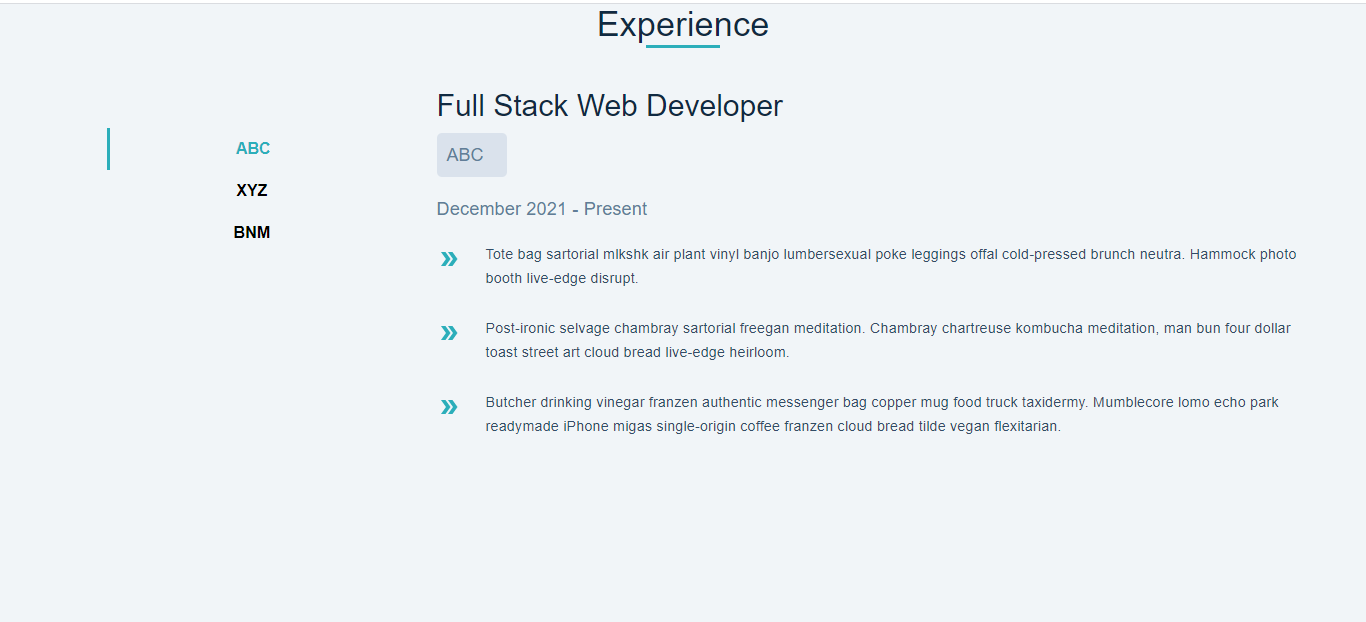 Experience
ABC
XYZ
BNM
Full Stack Web Developer
ABC
December 2021 - Present
Tote bag sartorial mlkshk air plant vinyl banjo lumbersexual poke leggings offal cold-pressed brunch neutra. Hammock photo
booth live-edge disrupt.
Post-ironic selvage chambray sartorial freegan meditation. Chambray chartreuse kombucha meditation, man bun four dollar
toast street art cloud bread live-edge heirloom.
Butcher drinking vinegar franzen authentic messenger bag copper mug food truck taxidermy. Mumblecore lomo echo park
readymade iPhone migas single-origin coffee franzen cloud bread tilde vegan flexitarian.